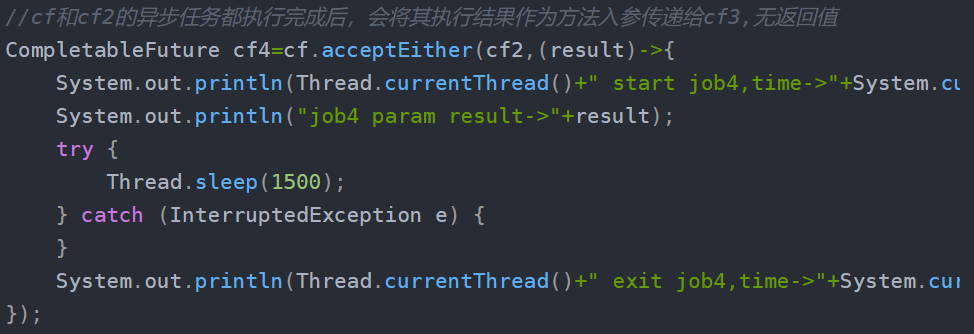 //cf和cf2的异步任务都执行完成后，会将其执行结果作为方法入参传递给cf3,无返回值
CompletableFuture cf4=cf.acceptEither(cf2,(result)->{
    System.out.println(Thread.currentThread()+" start job4,time->"+System.cu
    System.out.println("job4 param result->"+result);
    try {
        Thread.sleep(1500);
    } catch (InterruptedException e) {
    }
    System.out.println(Thread.currentThread()+" exit job4,time->"+System.cur
});